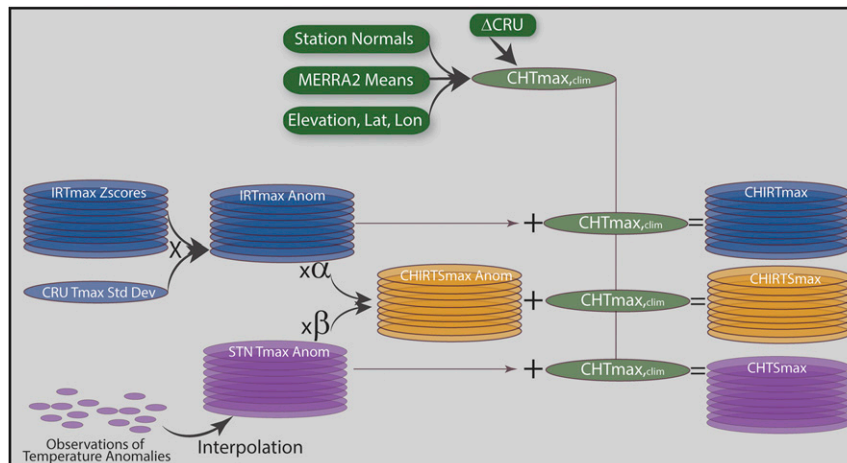 ΔCRU
Station Normals
MERRA2 Means
CHTmax,clim
Elevation, Lat, Lon
IRTmax Zscores
IRTmax Anom
CHIRTmax
X
+
CHTmax,clim
=
CRU Tmax Std Dev
xα
CHIRTSmax Anom
CHIRTSmax
+
CHTmax,clim
=
xβ
STN Tmax Anom
CHTSmax
+
CHTmax,clim
=
Observations of
Temperature Anomalies
Interpolation